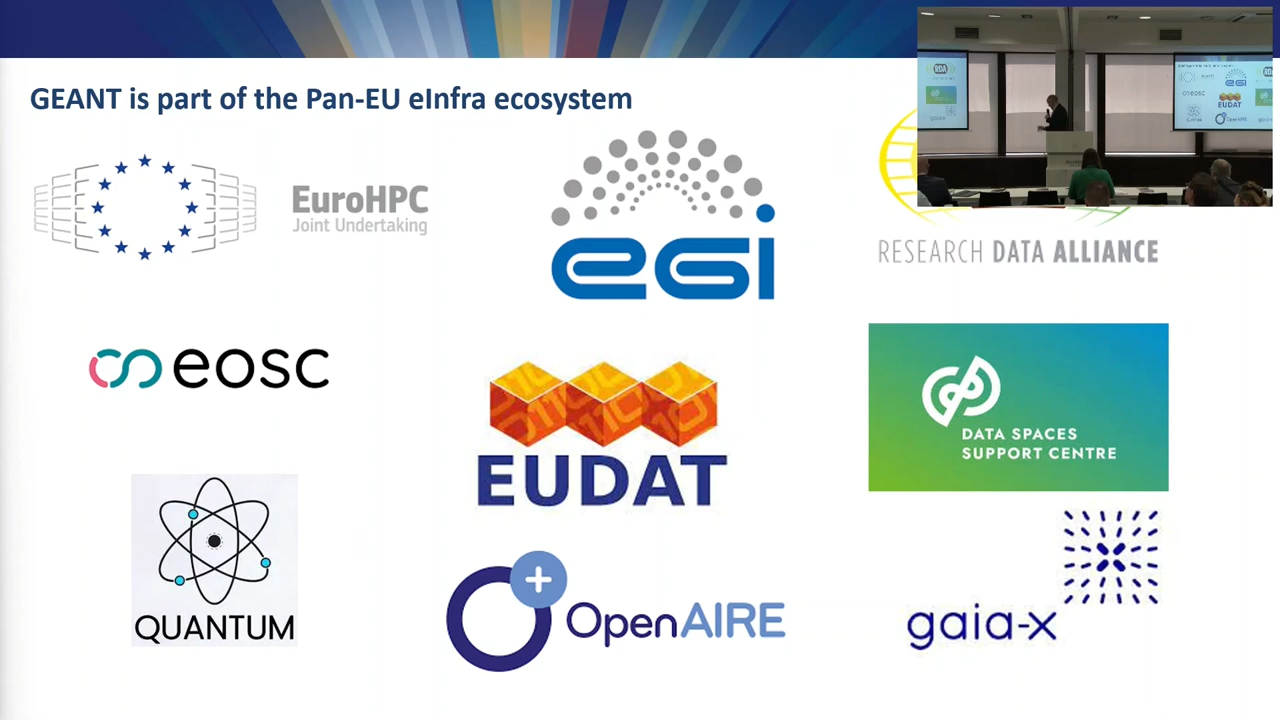 GEANT is part of the Pan-EU eInfra ecosystem
EuroHPC
Joint Undertaking
egi
RESEARCH DATA ALLIANCE
eosc
EUDAT
DATA SPACES
SUPPORT CENTRE
QUANTUM
OpenAIRE
gaia-x